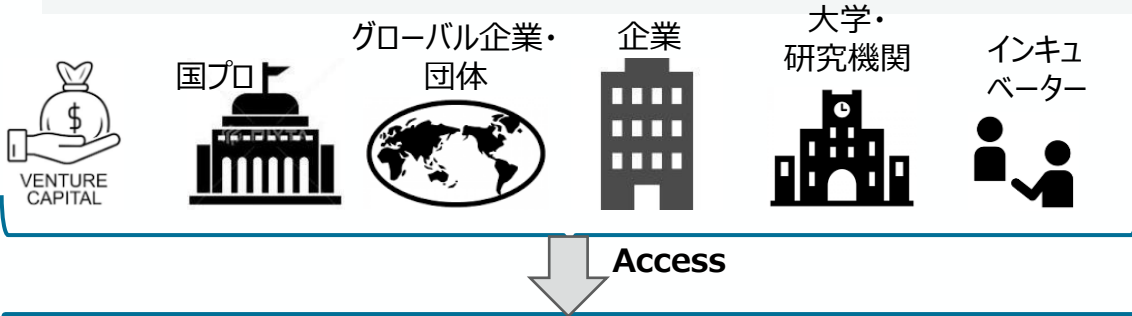 VENTURE
CAPITAL
$
国プロ
グローバル企業・
団体
企業
大学・
研究機関
インキュ
ベーター
Access